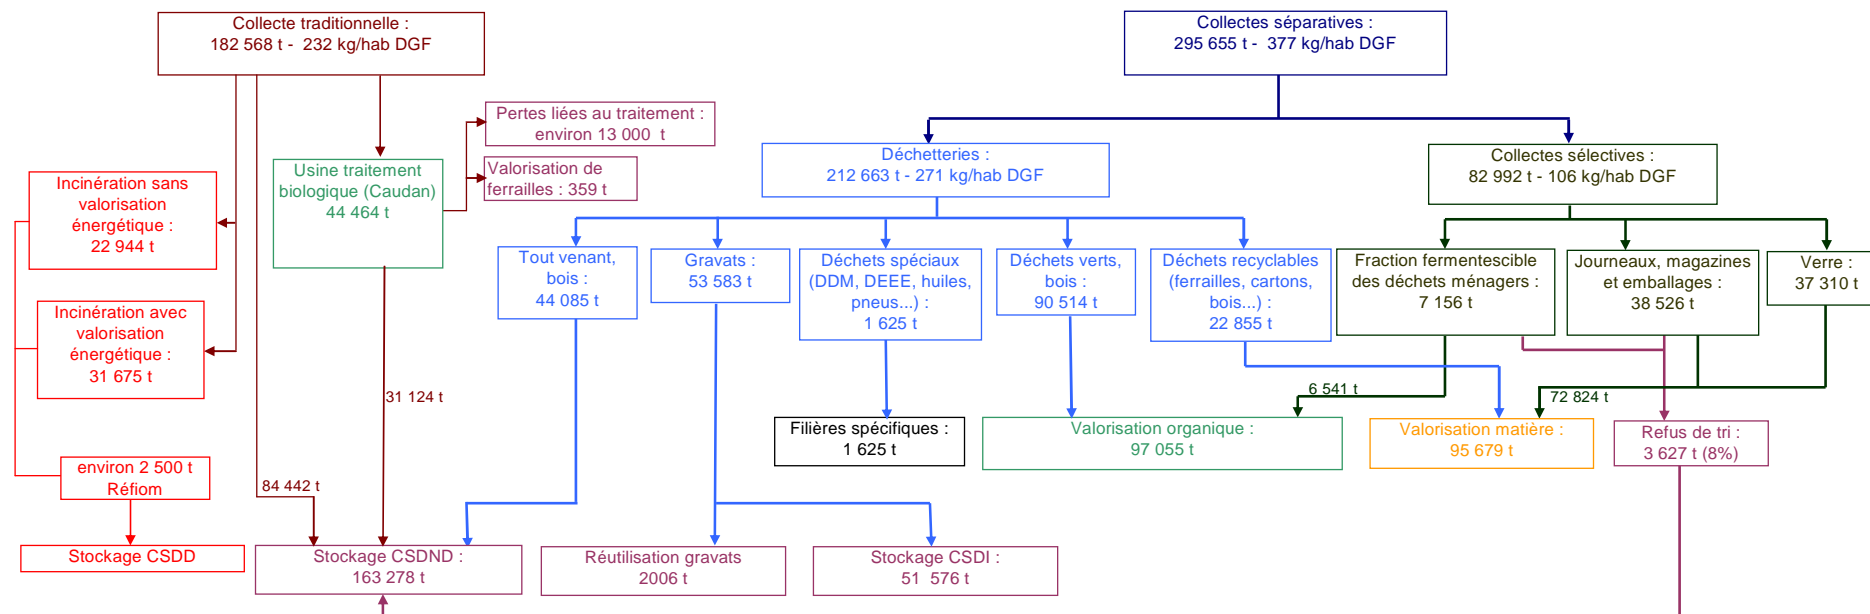 Collecte traditionnelle :
182 568 t - 232 kg/hab DGF
Collectes séparatives :
295 655 t - 377 kg/hab DGF
Pertes liées au traitement :
environ 13 000 t
Usine traitement
biologique (Caudan)
44 464 t
Valorisation de
ferrailles : 359 t
Déchetteries :
212 663 t - 271 kg/hab DGF
Collectes sélectives :
82 992 t - 106 kg/hab DGF
Incinération sans
valorisation
énergétique :
22 944 t
Tout venant,
bois :
44 085 t
Gravats :
53 583 t
Déchets spéciaux
(DDM, DEEE, huiles,
pneus...) :
1 625 t
Déchets verts,
bois :
90 514 t
Déchets recyclables
(ferrailles, cartons,
bois...) :
22 855 t
Fraction fermentescible
des déchets ménagers :
7 156 t
Journeaux, magazines
et emballages :
38 526 t
Verre :
37 310 t
Incinération avec
valorisation
énergétique :
31 675 t
31 124 t
6 541 t
72 824 t
Filières spécifiques :
1 625 t
Valorisation organique :
97 055 t
Valorisation matière :
95 679 t
Refus de tri :
3 627 t (8%)
environ 2 500 t
Réfiom
84 442 t
Stockage CSDD
Stockage CSDND :
163 278 t
Réutilisation gravats
2006 t
Stockage CSDI :
51 576 t